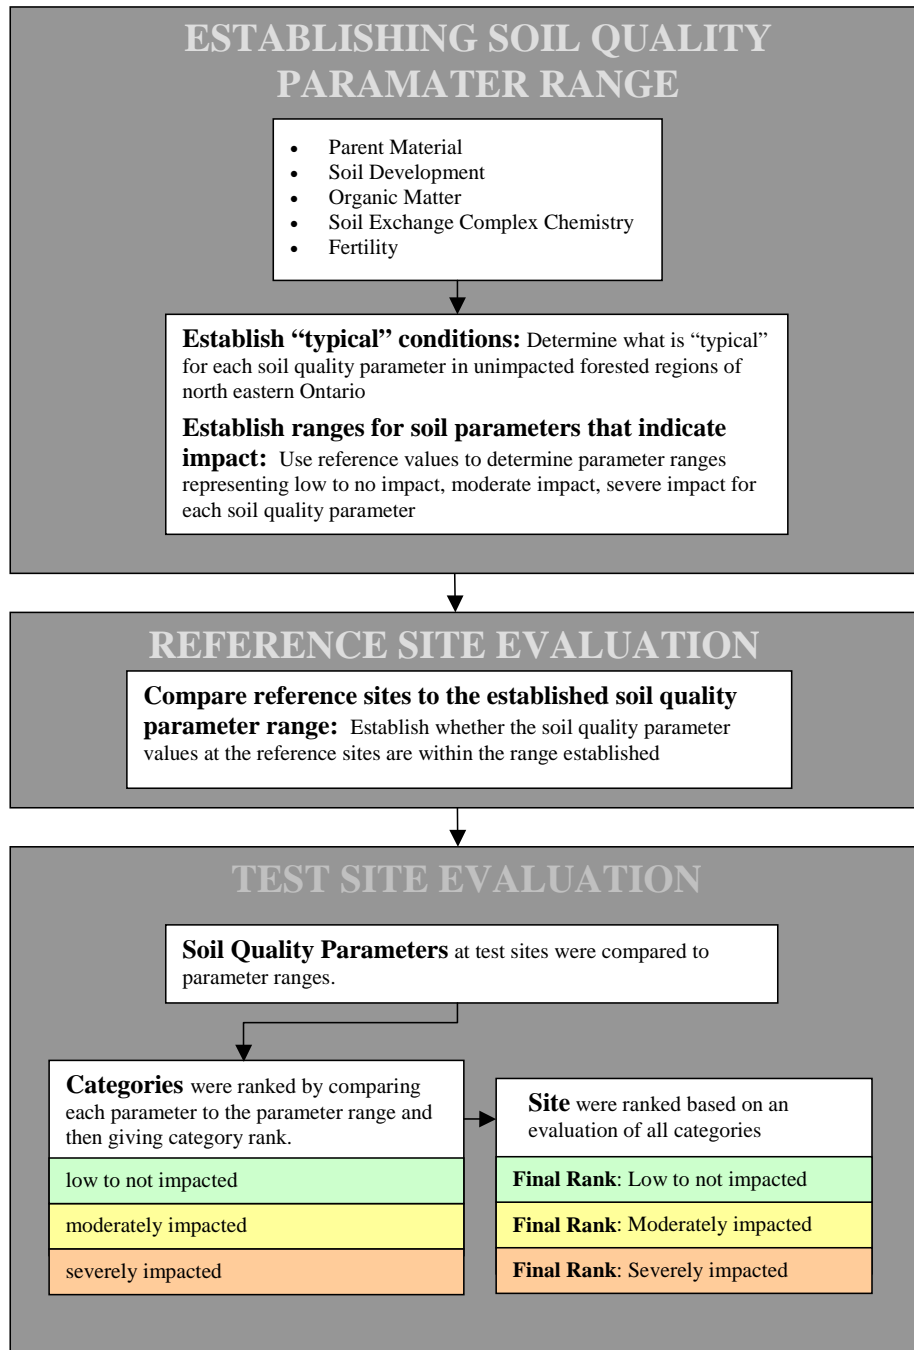 ESTABLISHING SOIL QUALITY
PARAMATER RANGE
• Parent Material
• Soil Development
• Organic Matter
• Soil Exchange Complex Chemistry
• Fertility
Establish “typical” conditions: Determine what is “typical”
for each soil quality parameter in unimpacted forested regions of
north eastern Ontario
Establish ranges for soil parameters that indicate
impact: Use reference values to determine parameter ranges
representing low to no impact, moderate impact, severe impact for
each soil quality parameter
REFERENCE SITE EVALUATION
Compare reference sites to the established soil quality
parameter range: Establish whether the soil quality parameter
values at the reference sites are within the range established
TEST SITE EVALUATION
Soil Quality Parameters at test sites were compared to
parameter ranges.
Categories were ranked by comparing
each parameter to the parameter range and
then giving category rank.
low to not impacted
moderately impacted
severely impacted
Site were ranked based on an
evaluation of all categories
Final Rank: Low to not impacted
Final Rank: Moderately impacted
Final Rank: Severely impacted